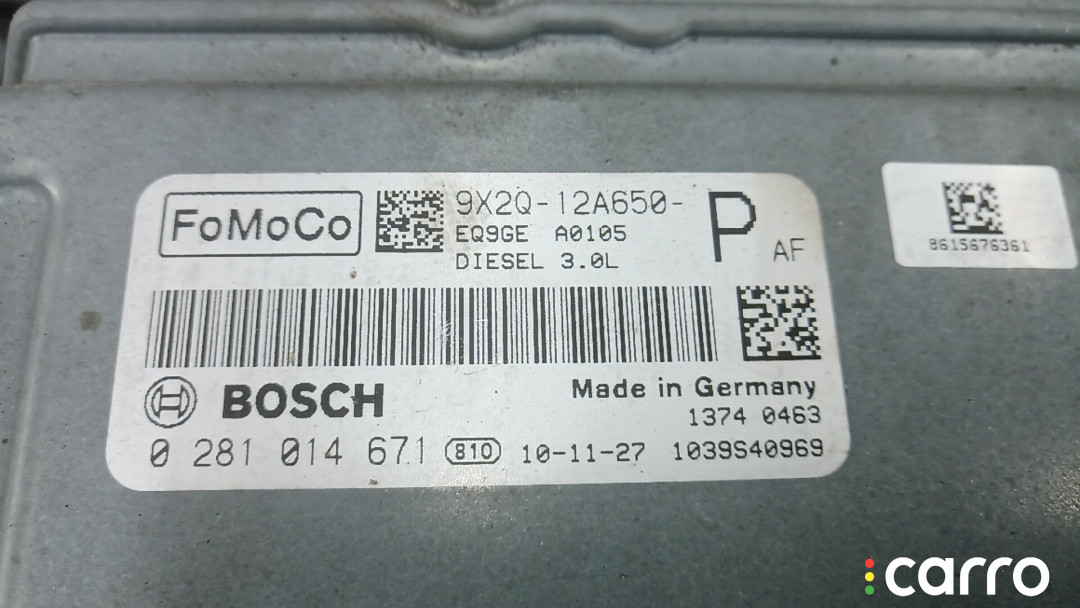 FoMoCo
9X2Q-12A650-
EQ9GE A0105
DIESEL 3.0L
P
AF
BOSCH
Made in Germany
1374 0463
0 281 014 671 810 10-11-27 1039S40969
8615676361
carro